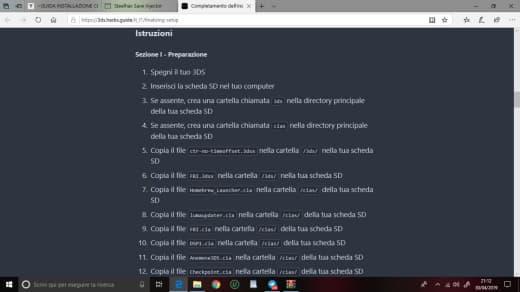 -GUIDA INSTALLAZIONE CF
Steelhax Save Injector
Completamento dell'ins
https://3ds.hacks.guide/it_IT/finalizing-setup
Istruzioni
Sezione I - Preparazione
1. Spegni il tuo 3DS
2. Inserisci la scheda SD nel tuo computer
3. Se assente, crea una cartella chiamata 3ds nella directory principale
della tua scheda SD
4. Se assente, crea una cartella chiamata cias nella directory principale
della tua scheda SD
5. Copia il file ctr-no-timeoffset.3dsx nella cartella /3ds/ nella tua scheda
SD
6. Copia il file FBI.3dsx nella cartella /3ds/ nella tua scheda SD
7. Copia il file Homebrew_Launcher.cia nella cartella /cias/ della tua scheda
SD
8. Copia il file lumaupdater.cia nella cartella /cias/ della tua scheda SD
9. Copia il file FBI.cia nella cartella /cias/ della tua scheda SD
10. Copia il file DSP1.cia nella cartella /cias/ della tua scheda SD
11. Copia il file Anemone3DS.cia nella cartella /cias/ della tua scheda SD
12. Copia il file Checkpoint.cia nella cartella /cias/ della tua scheda SD
Scrivi qui per eseguire la ricerca
21:12
30/04/2019